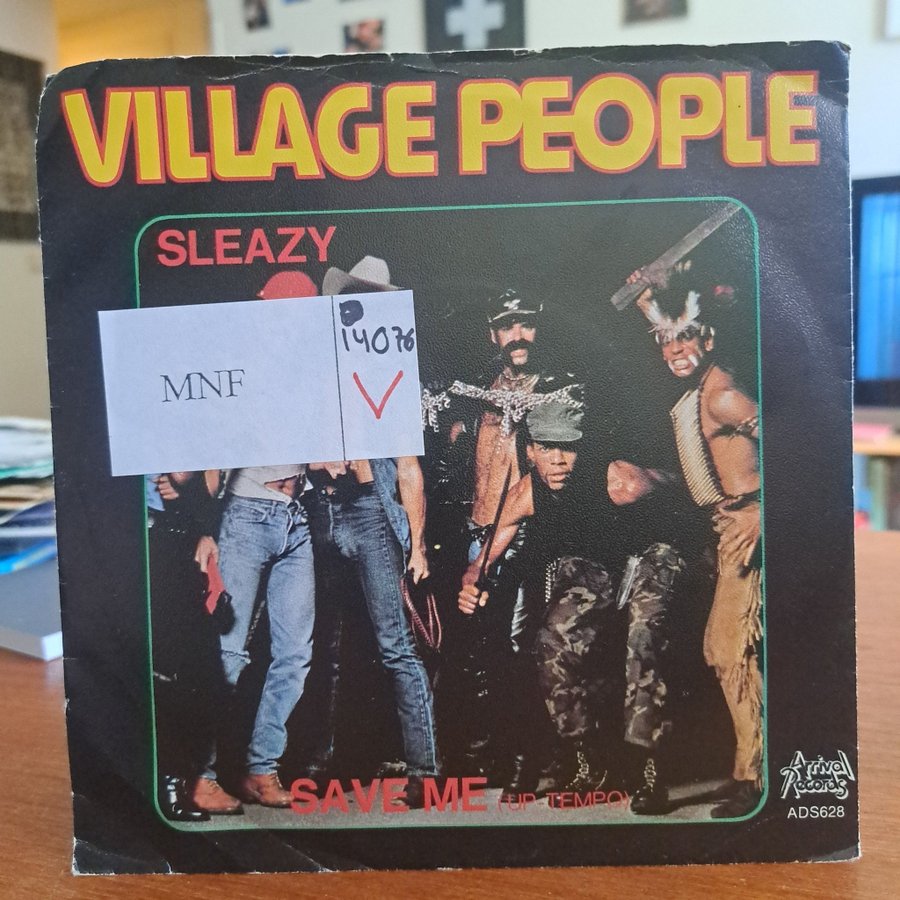 VILLAGE PEOPLE
SLEAZY
14076
MNF
V
SAVE ME (UP-TEMPO)
Arrival
Records
ADS628